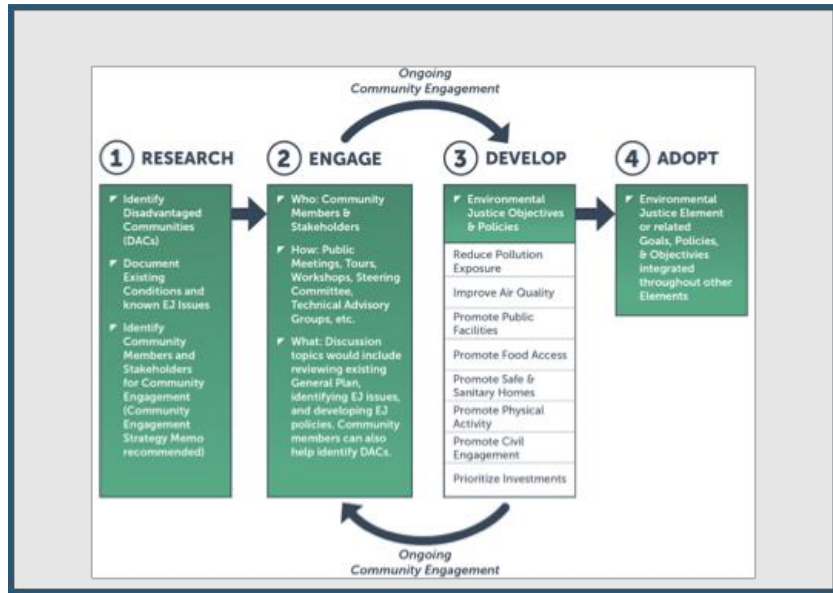 Ongoing
Community Engagement
1 RESEARCH
Identify
Disadvantaged
Communities
(DACs)
Document
Existing
Conditions and
known EJ Issues
Identify
Community
Members and
Stakeholders
for Community
Engagement
(Community
Engagement
Strategy Memo
recommended)
2 ENGAGE
Who: Community
Members &
Stakeholders
How: Public
Meetings, Tours,
Workshops, Steering
Committee,
Technical Advisory
Groups, etc.
What: Discussion
topics would include
reviewing existing
General Plan,
identifying EJ issues,
and developing EJ
policies. Community
members can also
help identify DACs.
3 DEVELOP
Environmental
Justice Objectives
& Policies
Reduce Pollution
Exposure
Improve Air Quality
Promote Public
Facilities
Promote Food Access
Promote Safe &
Sanitary Homes
Promote Physical
Activity
Promote Civil
Engagement
Prioritize Investments
4 ADOPT
Environmental
Justice Element
or related
Goals, Policies,
& Objectivies
integrated
throughout other
Elements
Ongoing
Community Engagement